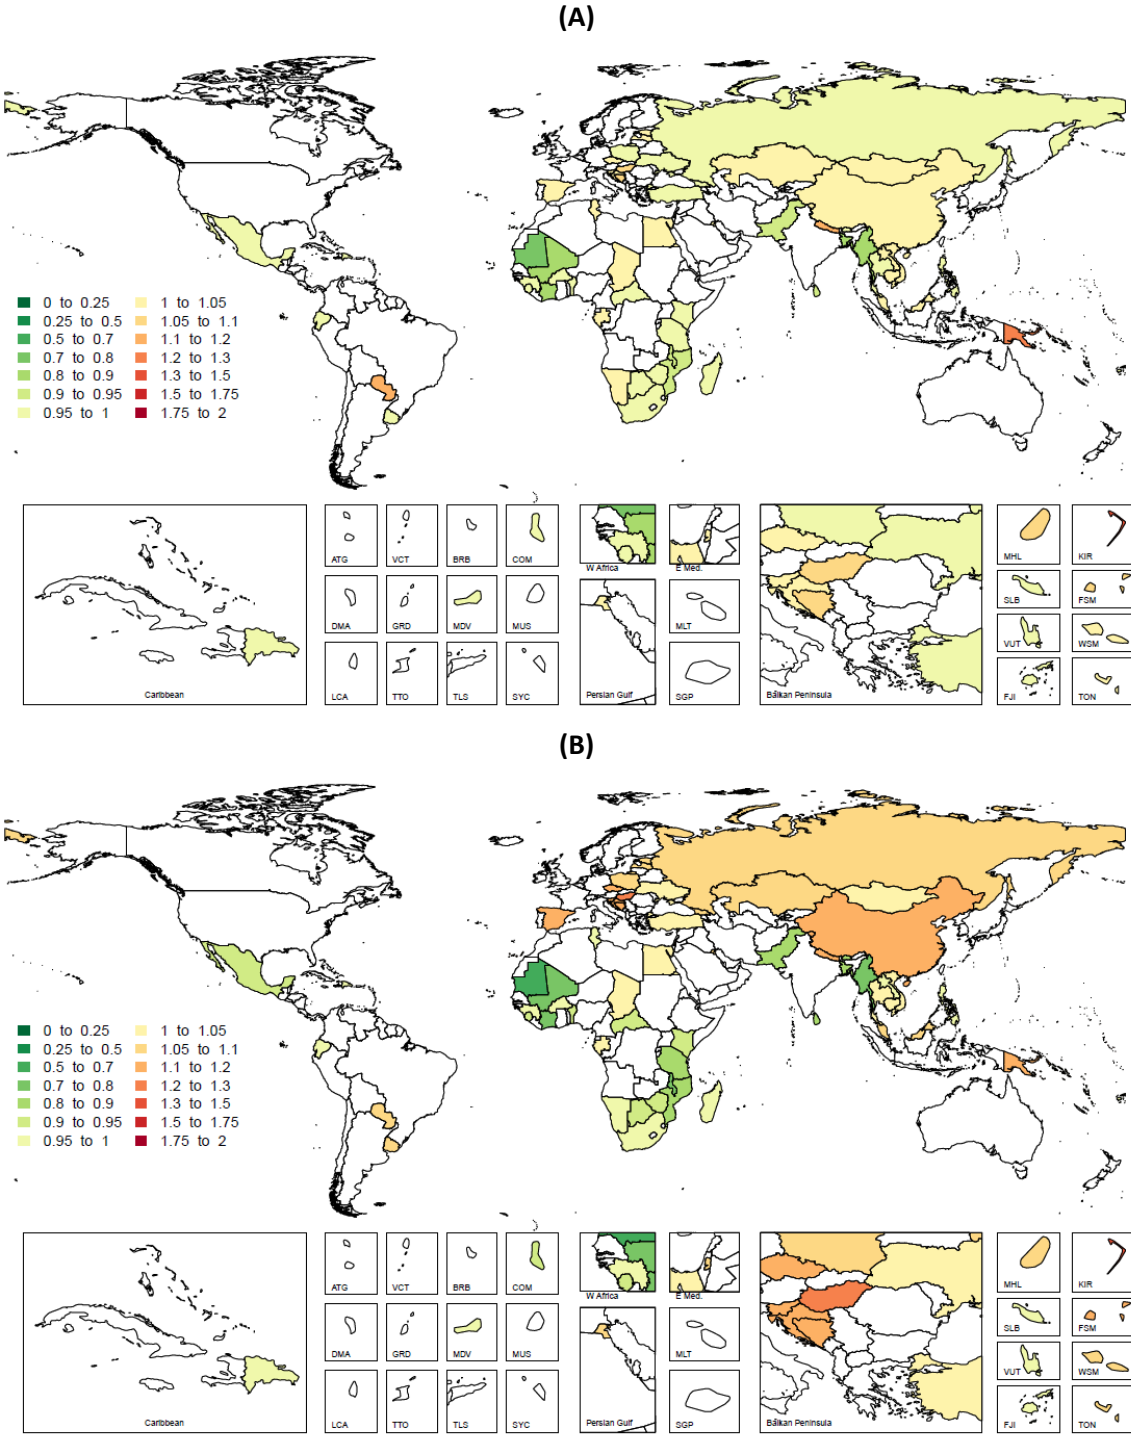 (A)
0 to 0.25 1 to 1.05
0.25 to 0.5 1.05 to 1.1
0.5 to 0.7 1.1 to 1.2
0.7 to 0.8 1.2 to 1.3
0.8 to 0.9 1.3 to 1.5
0.9 to 0.95 1.5 to 1.75
0.95 to 1 1.75 to 2
ATG VCT BRB COM W Africa E Med. MHL KIR
DMA GRD MDV MUS MLT SLB FSM
VUT WSM
Caribbean LCA TTO TLS SYC Persian Gulf SGP Balkan Peninsula FJI TON
(B)
0 to 0.25 1 to 1.05
0.25 to 0.5 1.05 to 1.1
0.5 to 0.7 1.1 to 1.2
0.7 to 0.8 1.2 to 1.3
0.8 to 0.9 1.3 to 1.5
0.9 to 0.95 1.5 to 1.75
0.95 to 1 1.75 to 2
ATG VCT BRB COM W Africa E Med. MHL KIR
DMA GRD MDV MUS MLT SLB FSM
VUT WSM
Caribbean LCA TTO TLS SYC Persian Gulf SGP Balkan Peninsula FJI TON